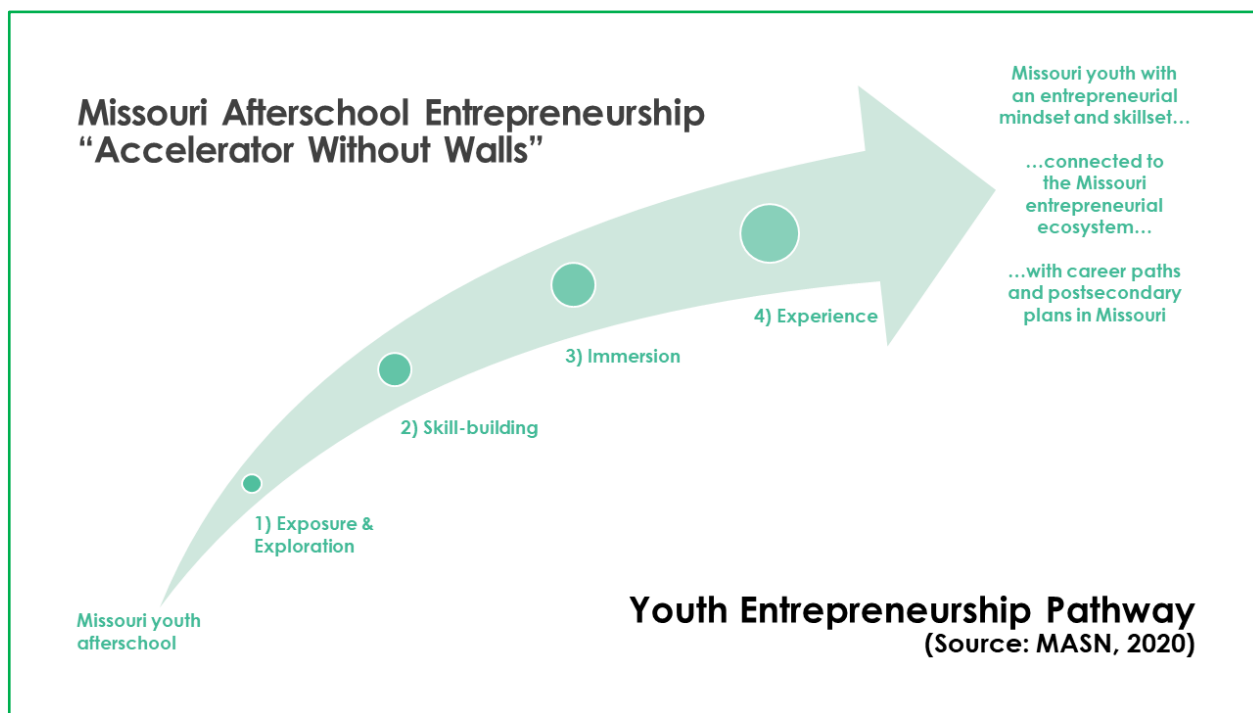 Missouri Afterschool Entrepreneurship
“Accelerator Without Walls”
Missouri youth with
an entrepreneurial
mindset and skillset…
…connected to
the Missouri
entrepreneurial
ecosystem…
…with career paths
and postsecondary
plans in Missouri
4) Experience
3) Immersion
2) Skill-building
1) Exposure &
Exploration
Missouri youth
afterschool
Youth Entrepreneurship Pathway
(Source: MASN, 2020)